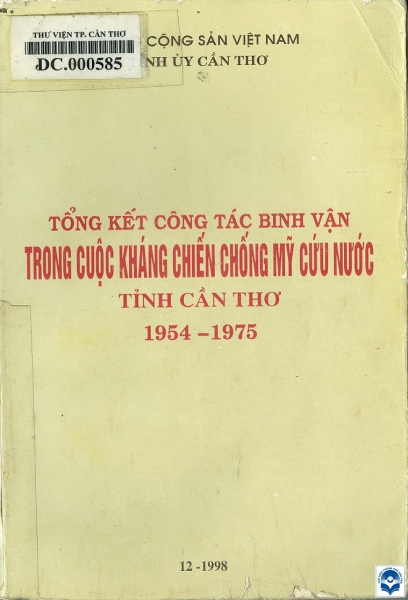 THƯ VIỆN TP. CẦN THƠ
DC.000585
CỘNG SẢN VIỆT NAM
ỦY CẦN THƠ
TỔNG KẾT CÔNG TÁC BINH VẬN
TRONG CUỘC KHÁNG CHIẾN CHỐNG MỸ CỨU NƯỚC
TỈNH CẦN THƠ
1954 -1975
12 -1998